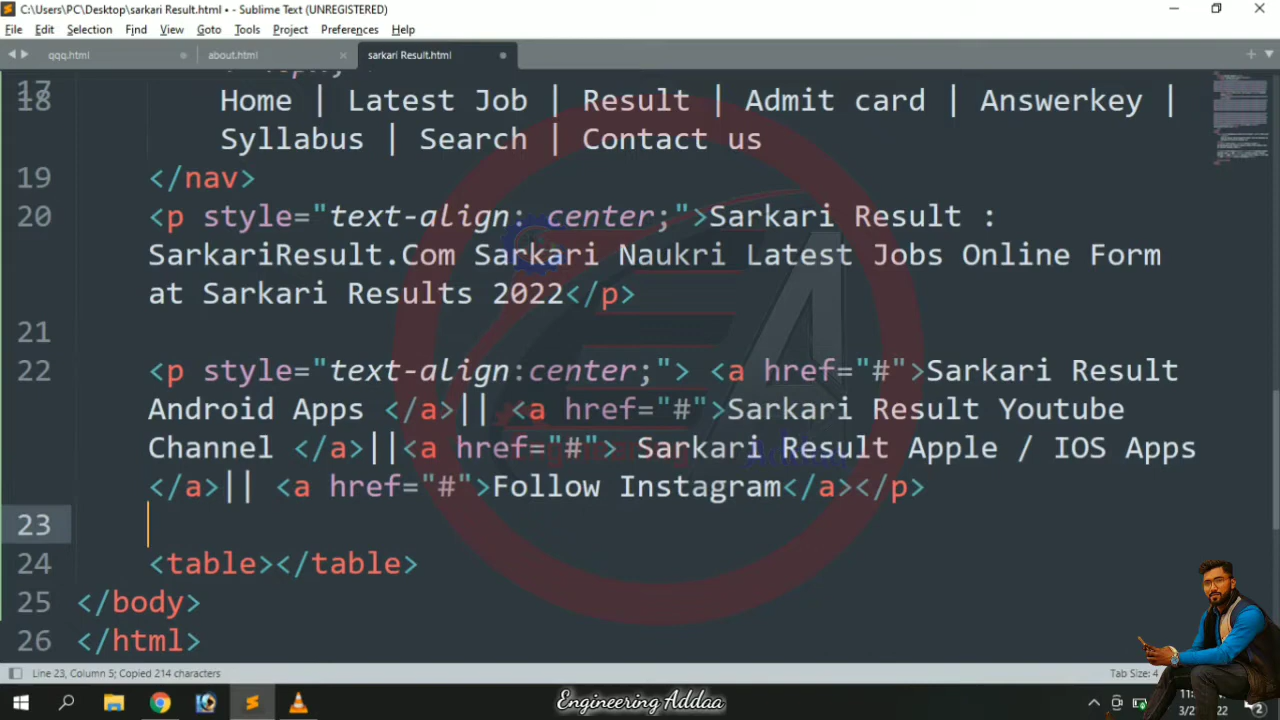 C:\Users\PC\Desktop\sarkari Result.html • - Sublime Text (UNREGISTERED)
File Edit Selection Find View Goto Tools Project Preferences Help
qqq.html about.html sarkari Result.html
17
18 Home | Latest Job | Result | Admit card | Answerkey |
Syllabus | Search | Contact us
19 </nav>
20 <p style="text-align: center;">Sarkari Result :
SarkariResult.Com Sarkari Naukri Latest Jobs Online Form
at Sarkari Results 2022</p>
21
22 <p style="text-align:center;"> <a href="#">Sarkari Result
Android Apps </a>|| <a href="#">Sarkari Result Youtube
Channel </a>||<a href="#"> Sarkari Result Apple / IOS Apps
</a>|| <a href="#">Follow Instagram</a></p>
23
24 <table></table>
25 </body>
26 </html>
Line 23, Column 5; Copied 214 characters
Tab Size: 4
Engineering Addaa